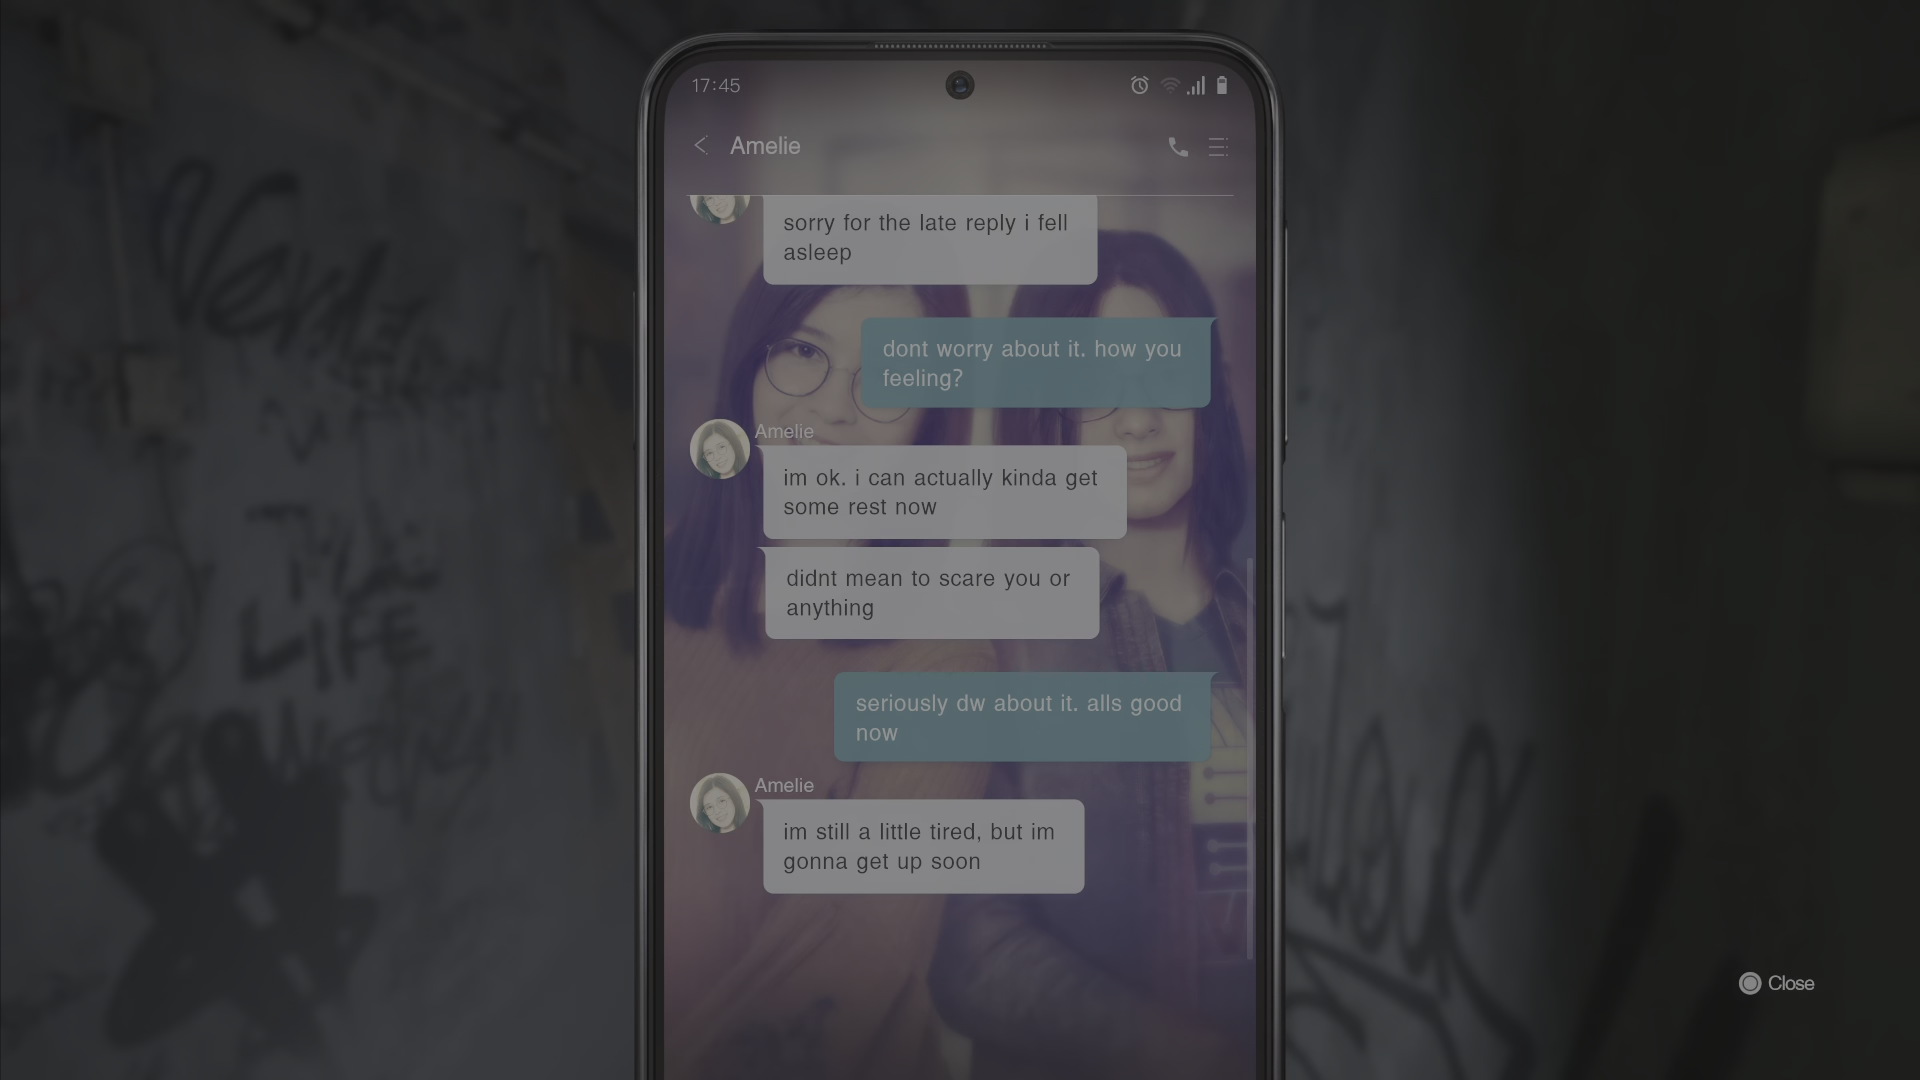 17:45
Amelie
sorry for the late reply i fell
asleep
dont worry about it. how you
feeling?
Amelie
im ok. i can actually kinda get
some rest now
didnt mean to scare you or
anything
seriously dw about it. alls good
now
Amelie
im still a little tired, but im
gonna get up soon
THE
LIFE
Close